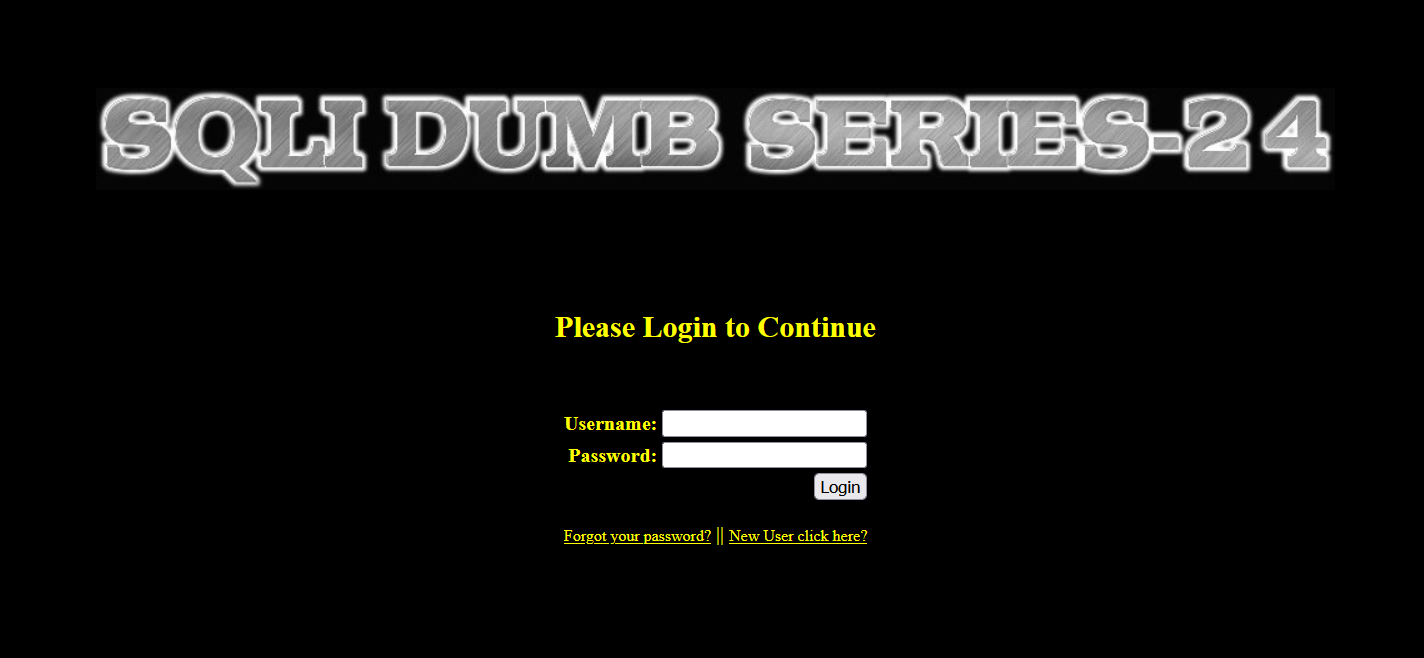 SQLI DUMB SERIES-24
Please Login to Continue
Username:
Password:
Login
Forgot your password? || New User click here?